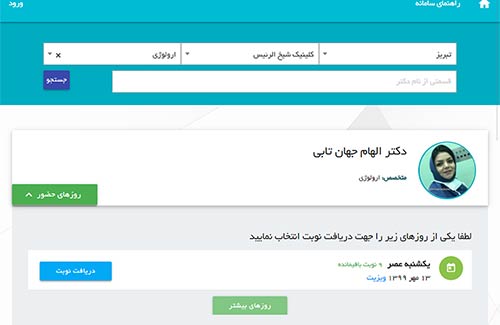 راهنمای سامانه
ورود
تبریز
کلینیک شیخ الرئیس
ارولوژی
×
قسمتی از نام دکتر
جستجو
دکتر الهام جهان تابی
متخصص: ارولوژی
روزهای حضور
لطفا یکی از روزهای زیر را جهت دریافت نوبت انتخاب نمایید
یکشنبه عصر ۹ نوبت باقیمانده
۱۳ مهر ۱۳۹۹ ویزیت
دریافت نوبت
روزهای بیشتر